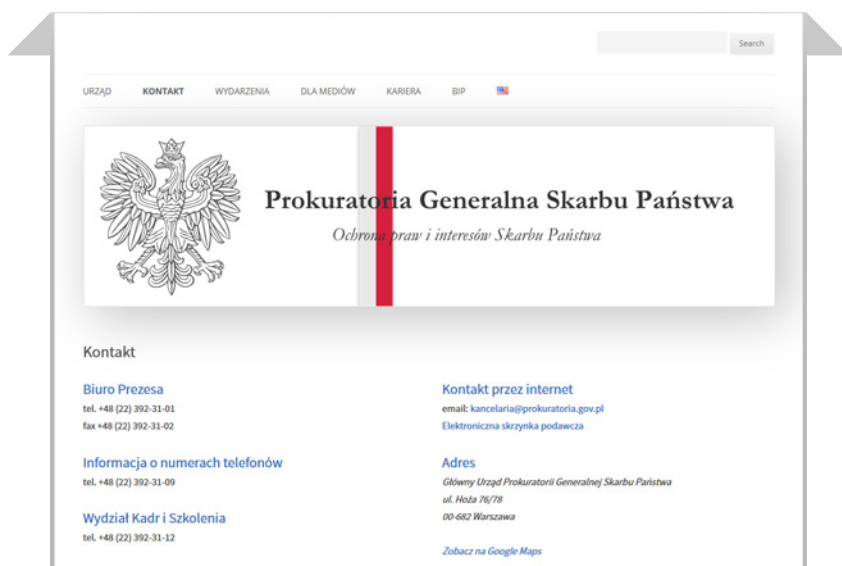 Search
URZĄD KONTAKT WYDARZENIA DLA MEDIÓW KARIERA BIP
Prokuratoria Generalna Skarbu Państwa
Ochrona praw i interesów Skarbu Państwa
Kontakt
Biuro Prezesa
tel. +48 (22) 392-31-01
fax +48 (22) 392-31-02
Informacja o numerach telefonów
tel. +48 (22) 392-31-09
Wydział Kadr i Szkolenia
tel. +48 (22) 392-31-12
Kontakt przez internet
email: kancelaria@prokuratoria.gov.pl
Elektroniczna skrzynka podawcza
Adres
Główny Urząd Prokuratorii Generalnej Skarbu Państwa
ul. Hoża 76/78
00-682 Warszawa
Zobacz na Google Maps